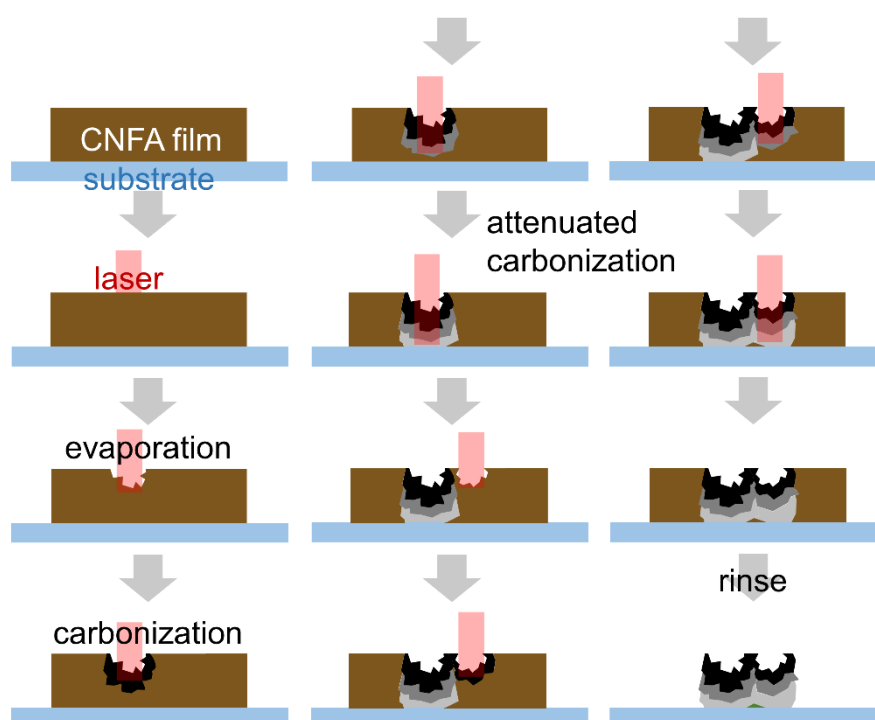 CNFA film
substrate
laser
evaporation
carbonization
attenuated
carbonization
rinse